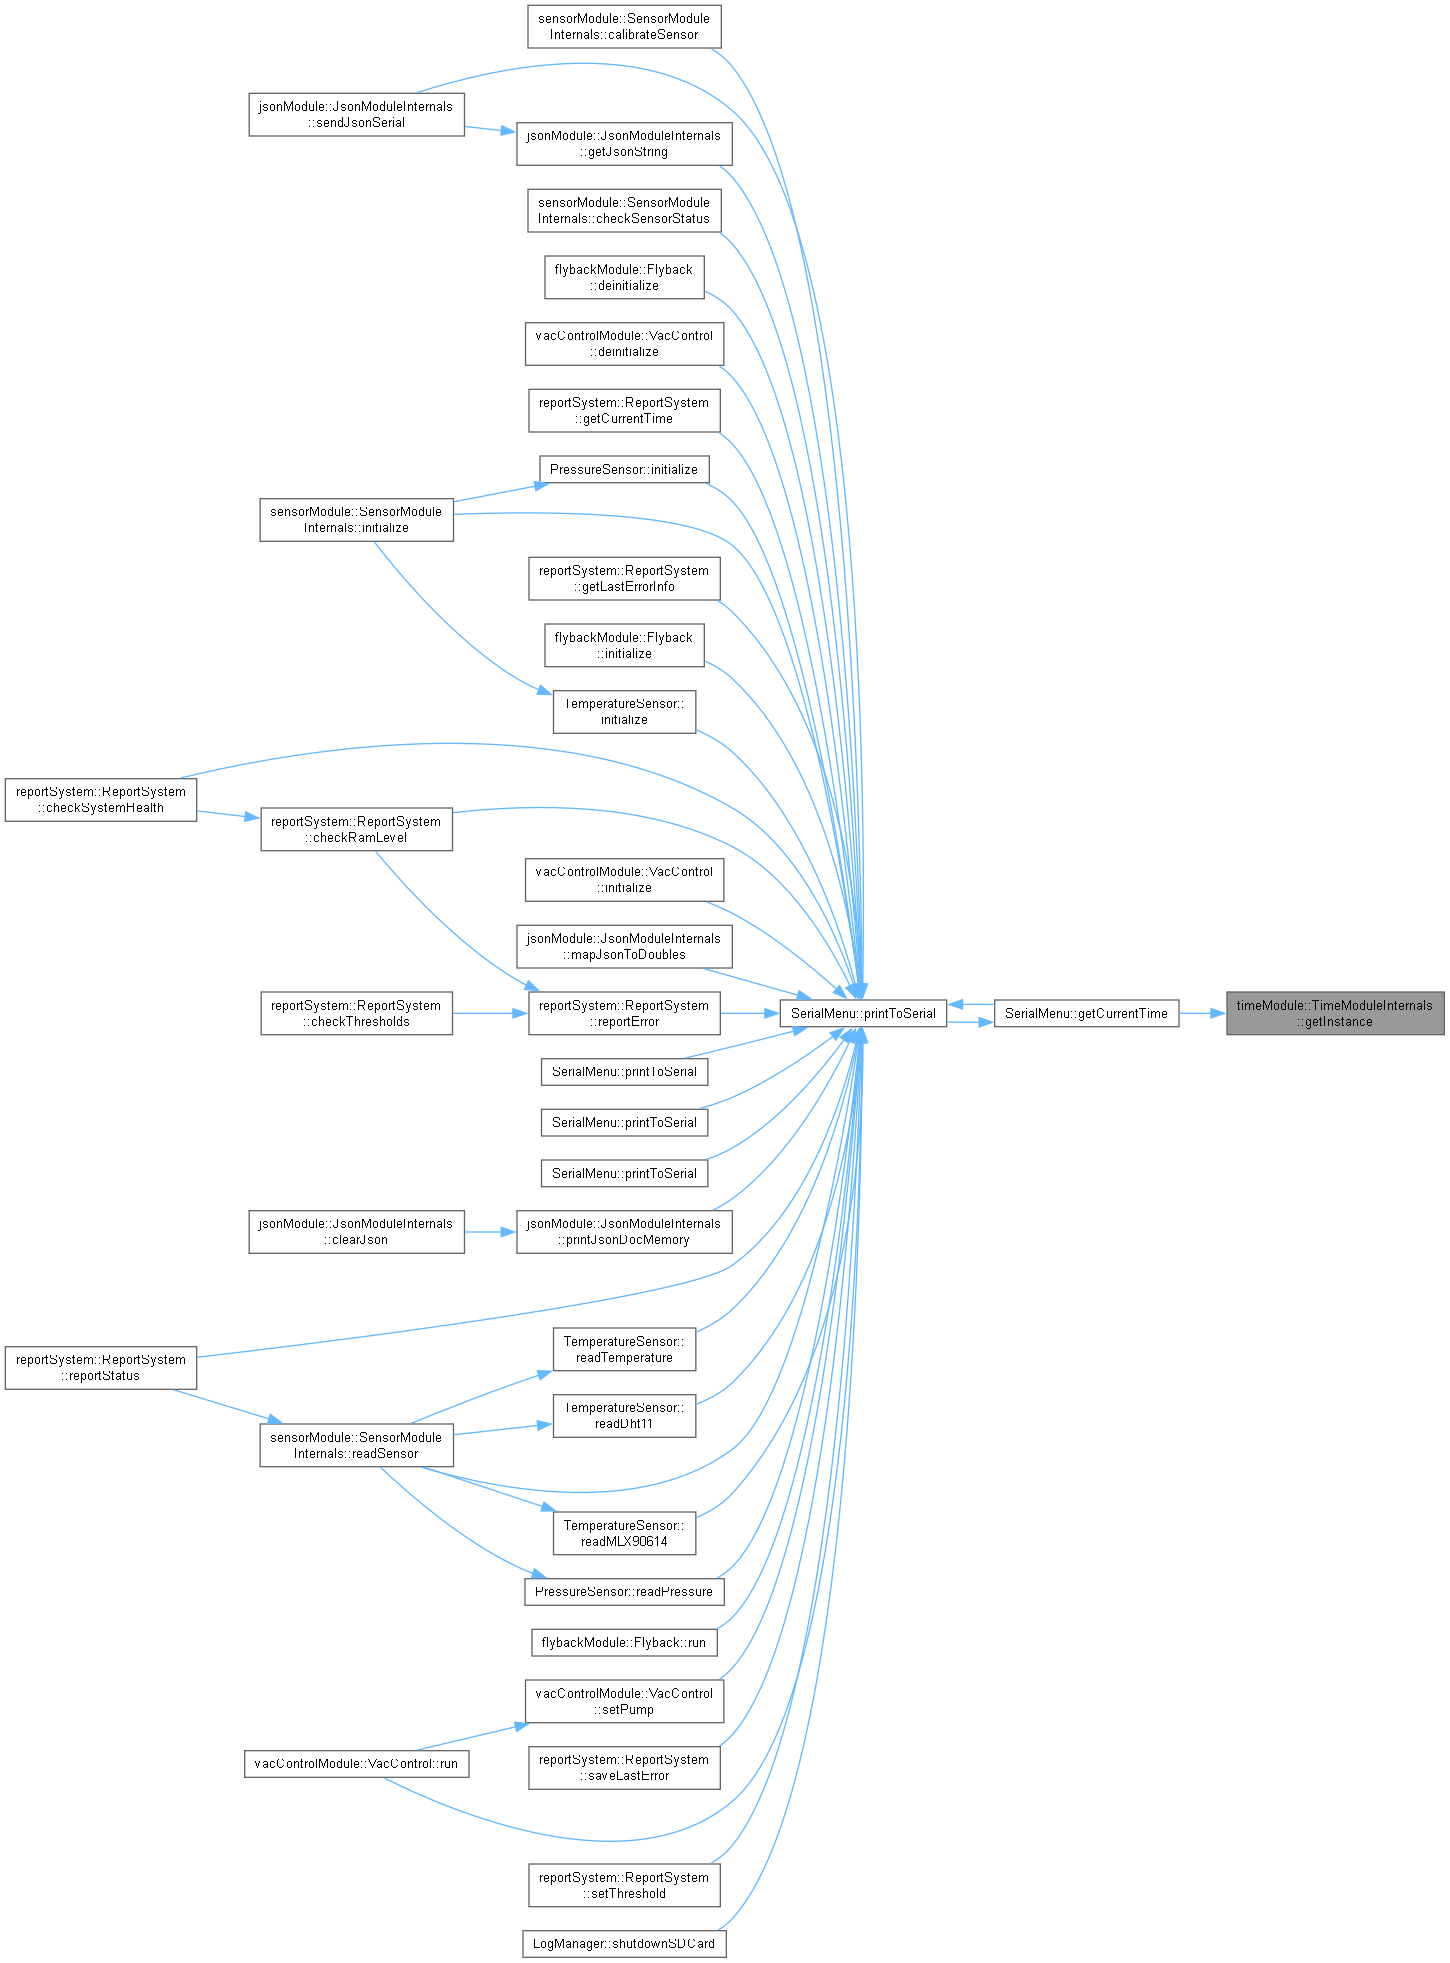 sensorModule::SensorModule
Internals::calibrateSensor
jsonModule::JsonModuleInternals
::sendJsonSerial
jsonModule::JsonModuleInternals
::getJsonString
sensorModule::SensorModule
Internals::checkSensorStatus
flybackModule::Flyback
::deinitialize
vacControlModule::VacControl
::deinitialize
reportSystem::ReportSystem
::getCurrentTime
PressureSensor::initialize
sensorModule::SensorModule
Internals::initialize
reportSystem::ReportSystem
::getLastErrorInfo
flybackModule::Flyback
::initialize
TemperatureSensor::
initialize
reportSystem::ReportSystem
::checkSystemHealth
reportSystem::ReportSystem
::checkRamLevel
vacControlModule::VacControl
::initialize
jsonModule::JsonModuleInternals
::mapJsonToDoubles
reportSystem::ReportSystem
::checkThresholds
reportSystem::ReportSystem
::reportError
SerialMenu::printToSerial
SerialMenu::getCurrentTime
timeModule::TimeModuleInternals
::getInstance
SerialMenu::printToSerial
SerialMenu::printToSerial
SerialMenu::printToSerial
jsonModule::JsonModuleInternals
::clearJson
jsonModule::JsonModuleInternals
::printJsonDocMemory
TemperatureSensor::
readTemperature
reportSystem::ReportSystem
::reportStatus
TemperatureSensor::
readDht11
sensorModule::SensorModule
Internals::readSensor
TemperatureSensor::
readMLX90614
PressureSensor::readPressure
flybackModule::Flyback::run
vacControlModule::VacControl
::setPump
vacControlModule::VacControl::run
reportSystem::ReportSystem
::saveLastError
reportSystem::ReportSystem
::setThreshold
LogManager::shutdownSDCard